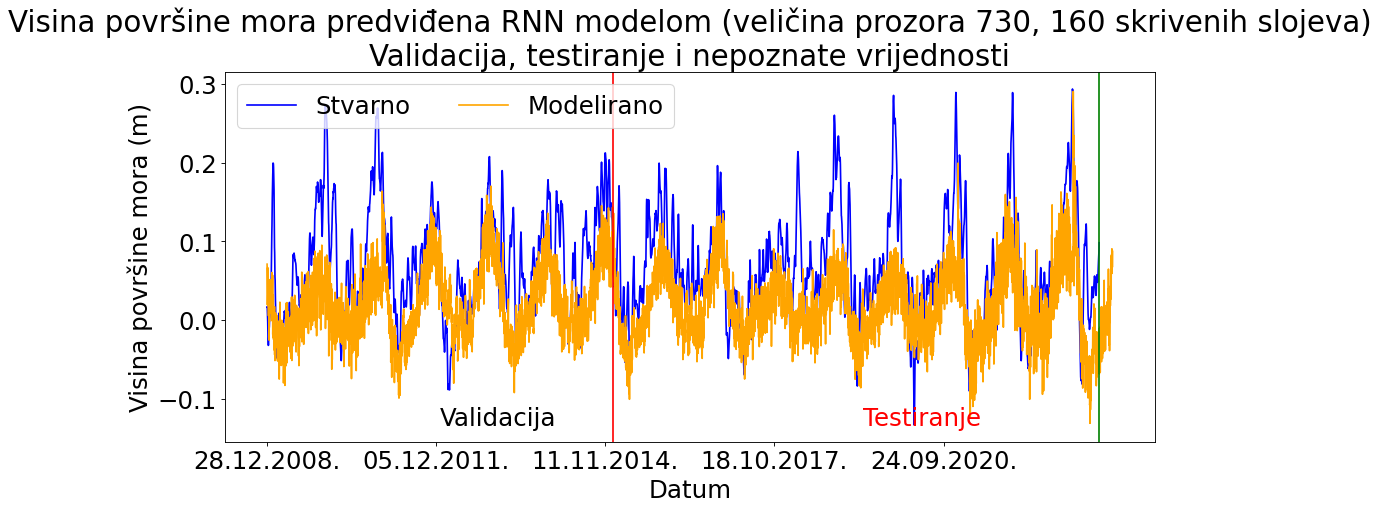 Visina površine mora predviđena RNN modelom (veličina prozora 730, 160 skrivenih slojeva)
Validacija, testiranje i nepoznate vrijednosti
Stvarno Modelirano
Visina površine mora (m)
0.3
0.2
0.1
0.0
−0.1
Validacija Testiranje
28.12.2008. 05.12.2011. 11.11.2014. 18.10.2017. 24.09.2020.
Datum